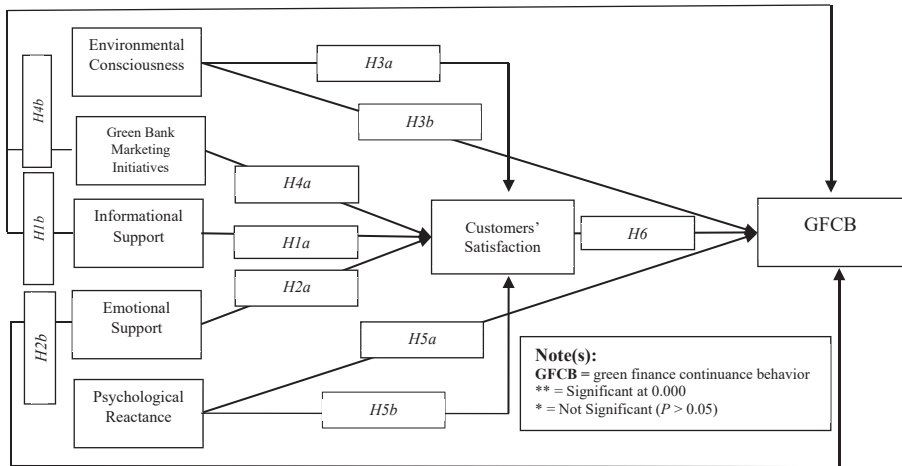 Environmental
Consciousness
H3a
H4b
H3b
Green Bank
Marketing
Initiatives
H4a
H1b
Informational
Support
H1a
Customers'
Satisfaction
H6
GFCB
H2a
H2b
Emotional
Support
H5a
Psychological
Reactance
H5b
Note(s):
GFCB = green finance continuance behavior
** = Significant at 0.000
* = Not Significant (P > 0.05)